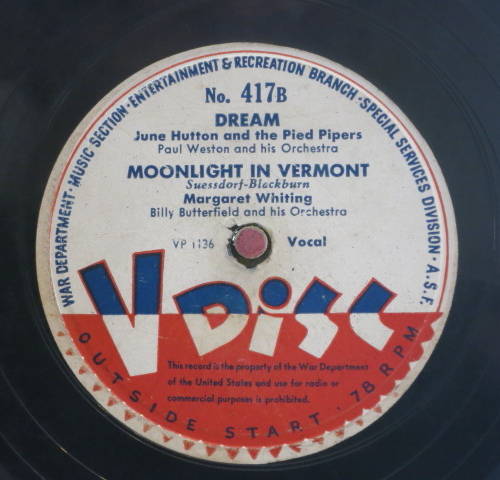 WAR DEPARTMENT · MUSIC SECTION · ENTERTAINMENT & RECREATION BRANCH · SPECIAL SERVICES DIVISION · A.S.F.
No. 417B
DREAM
June Hutton and the Pied Pipers
Paul Weston and his Orchestra
MOONLIGHT IN VERMONT
Suessdorf-Blackburn
Margaret Whiting
Billy Butterfield and his Orchestra
VP 1136 Vocal
V DiSC
This record is the property of the War Department
of the United States and use for radio or
commercial purposes is prohibited.
OUTSIDE START · 78 RPM